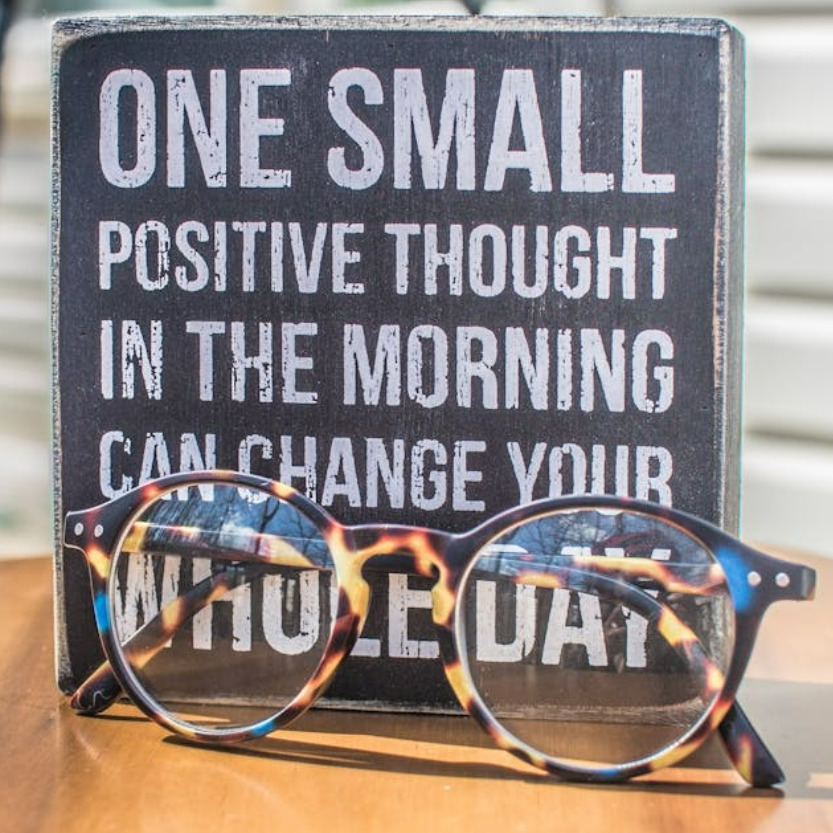 ONE SMALL
POSITIVE THOUGHT
IN THE MORNING
CAN CHANGE YOUR
WHOLE DAY